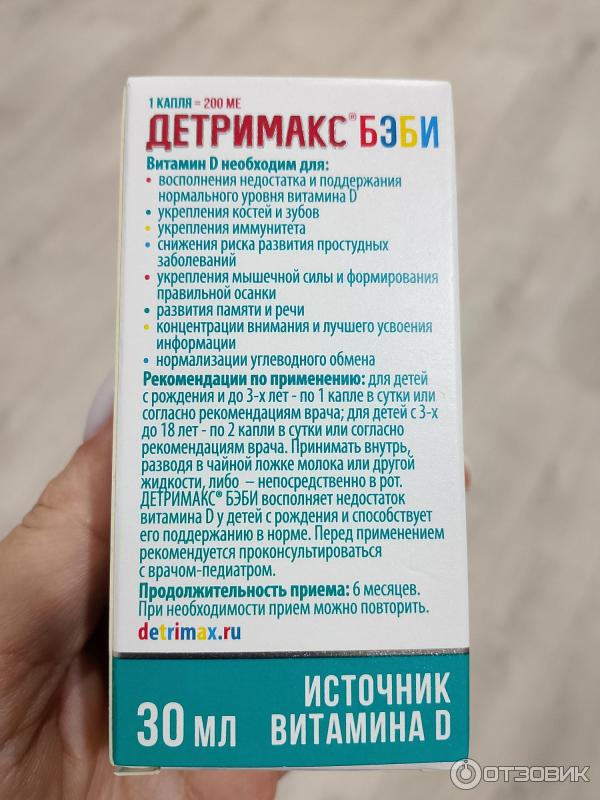 1 КАПЛЯ = 200 МЕ
ДЕТРИМАКС® БЭБИ
Витамин D необходим для:
• восполнения недостатка и поддержания
нормального уровня витамина D
• укрепления костей и зубов
• укрепления иммунитета
• снижения риска развития простудных
заболеваний
• укрепления мышечной силы и формирования
правильной осанки
• развития памяти и речи
• концентрации внимания и лучшего усвоения
информации
• нормализации углеводного обмена
Рекомендации по применению: для детей
с рождения и до 3-х лет - по 1 капле в сутки или
согласно рекомендациям врача; для детей с 3-х
до 18 лет - по 2 капли в сутки или согласно
рекомендациям врача. Принимать внутрь,
разводя в чайной ложке молока или другой
жидкости, либо – непосредственно в рот.
ДЕТРИМАКС® БЭБИ восполняет недостаток
витамина D у детей с рождения и способствует
его поддержанию в норме. Перед применением
рекомендуется проконсультироваться
с врачом-педиатром.
Продолжительность приема: 6 месяцев.
При необходимости прием можно повторить.
detrimax.ru
30 МЛ
ИСТОЧНИК
ВИТАМИНА D
ОТЗОВИК